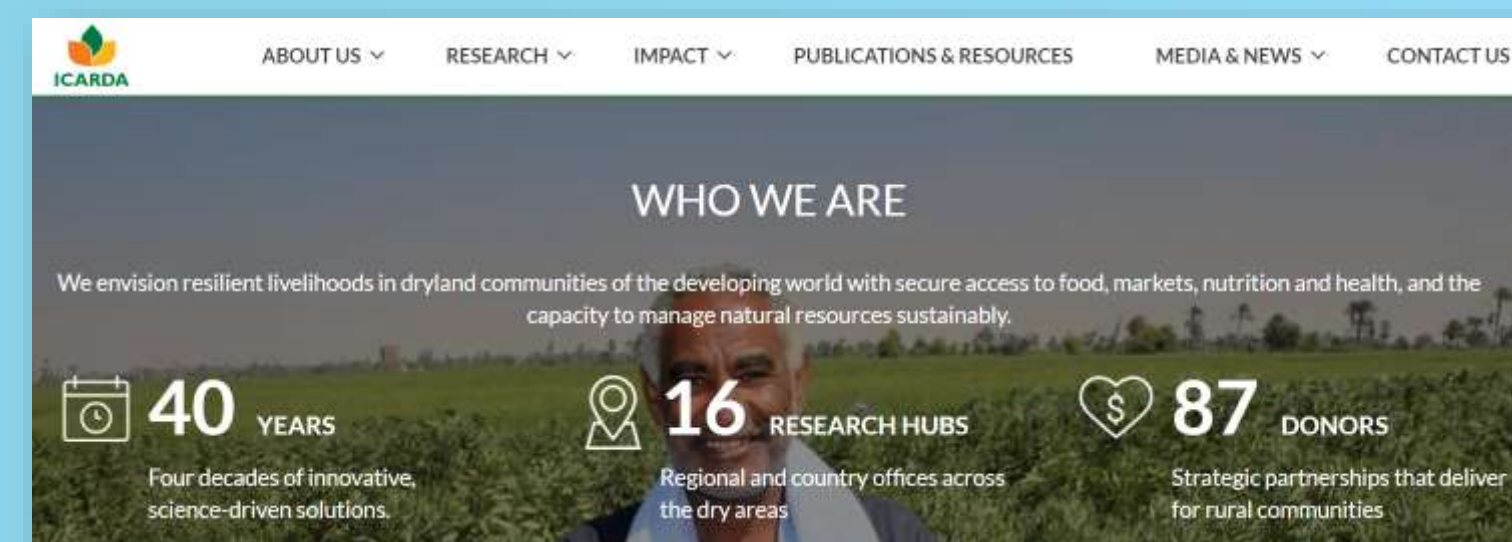 ICARDA
ABOUT US
RESEARCH
IMPACT
PUBLICATIONS & RESOURCES
MEDIA & NEWS
CONTACT US
WHO WE ARE
We envision resilient livelihoods in dryland communities of the developing world with secure access to food, markets, nutrition and health, and the
capacity to manage natural resources sustainably.
40 YEARS
Four decades of innovative,
science-driven solutions.
16 RESEARCH HUBS
Regional and country offices across
the dry areas
87 DONORS
Strategic partnerships that deliver
for rural communities